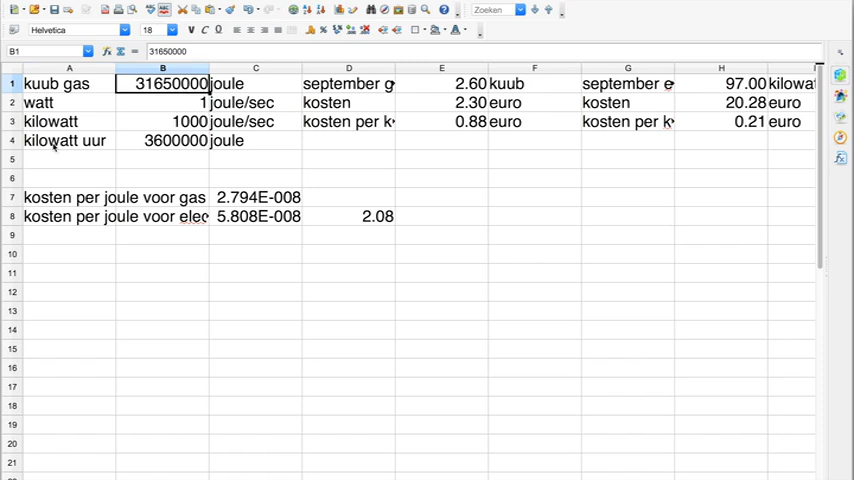 Zoeken
Helvetica 18
B1 31650000
A B C D E F G H
1 kuub gas 31650000 joule september g 2.60 kuub september e 97.00 kilowat
2 watt 1 joule/sec kosten 2.30 euro kosten 20.28 euro
3 kilowatt 1000 joule/sec kosten per k 0.88 euro kosten per k 0.21 euro
4 kilowatt uur 3600000 joule
5
6
7 kosten per joule voor gas 2.794E-008
8 kosten per joule voor elec 5.808E-008 2.08
9
10
11
12
13
14
15
16
17
18
19
20
21